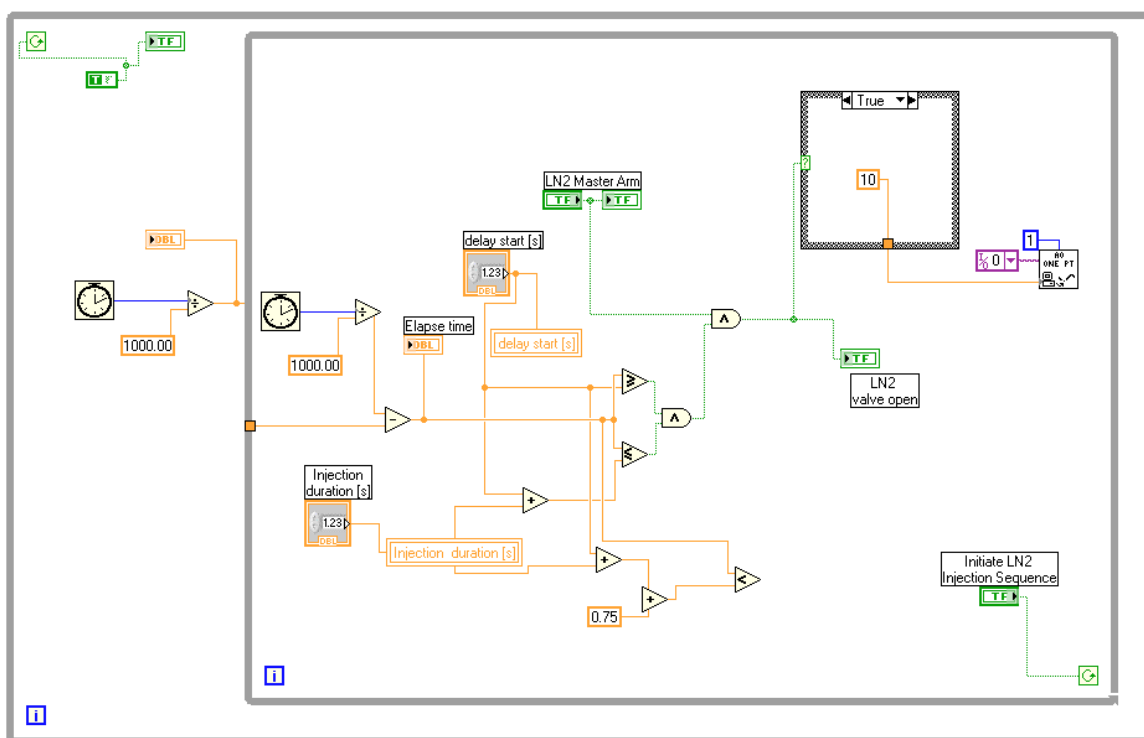 TF
T F
True
LN2 Master Arm
TF
TF
10
DBL
delay start [s]
1.23
DBL
1
0
AO
ONE PT
Elapse time
DBL
delay start [s]
1000.00
1000.00
TF
LN2
valve open
Injection
duration [s]
1.23
DBL
Injection duration [s]
Initiate LN2
Injection Sequence
TF
0.75
i
i